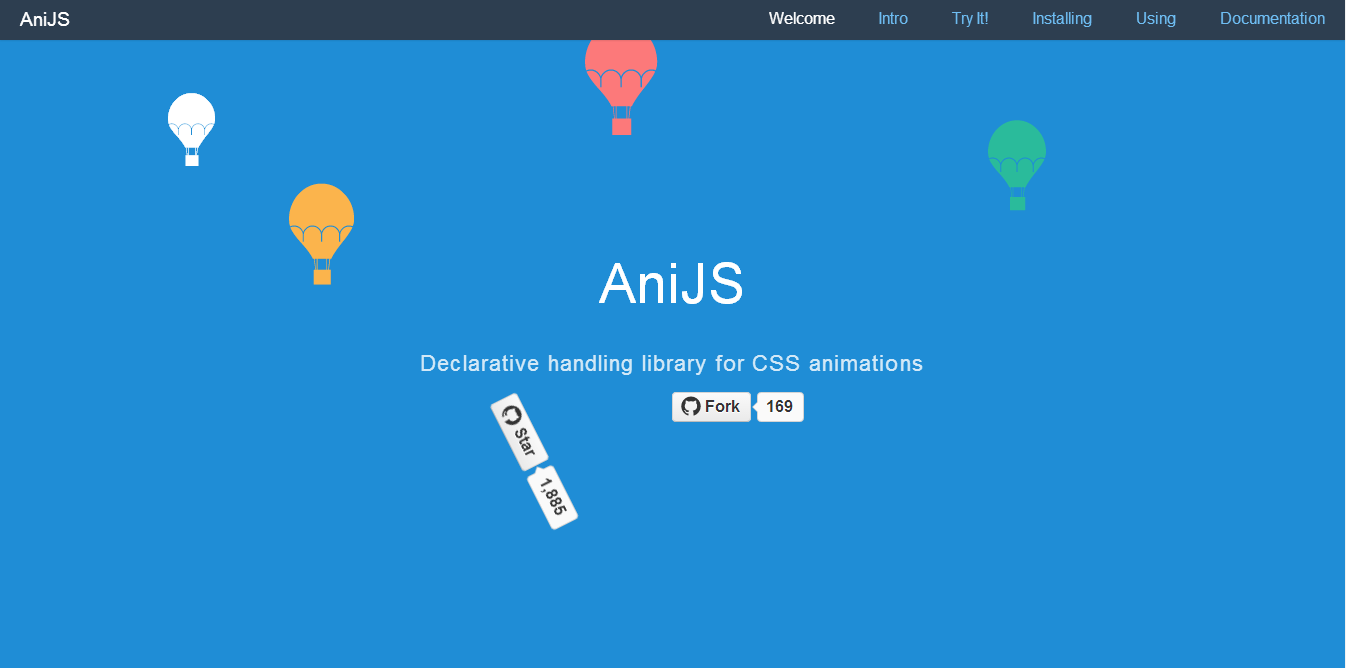 AniJS
Welcome Intro Try It! Installing Using Documentation
AniJS
Declarative handling library for CSS animations
Star 1,885
Fork 169